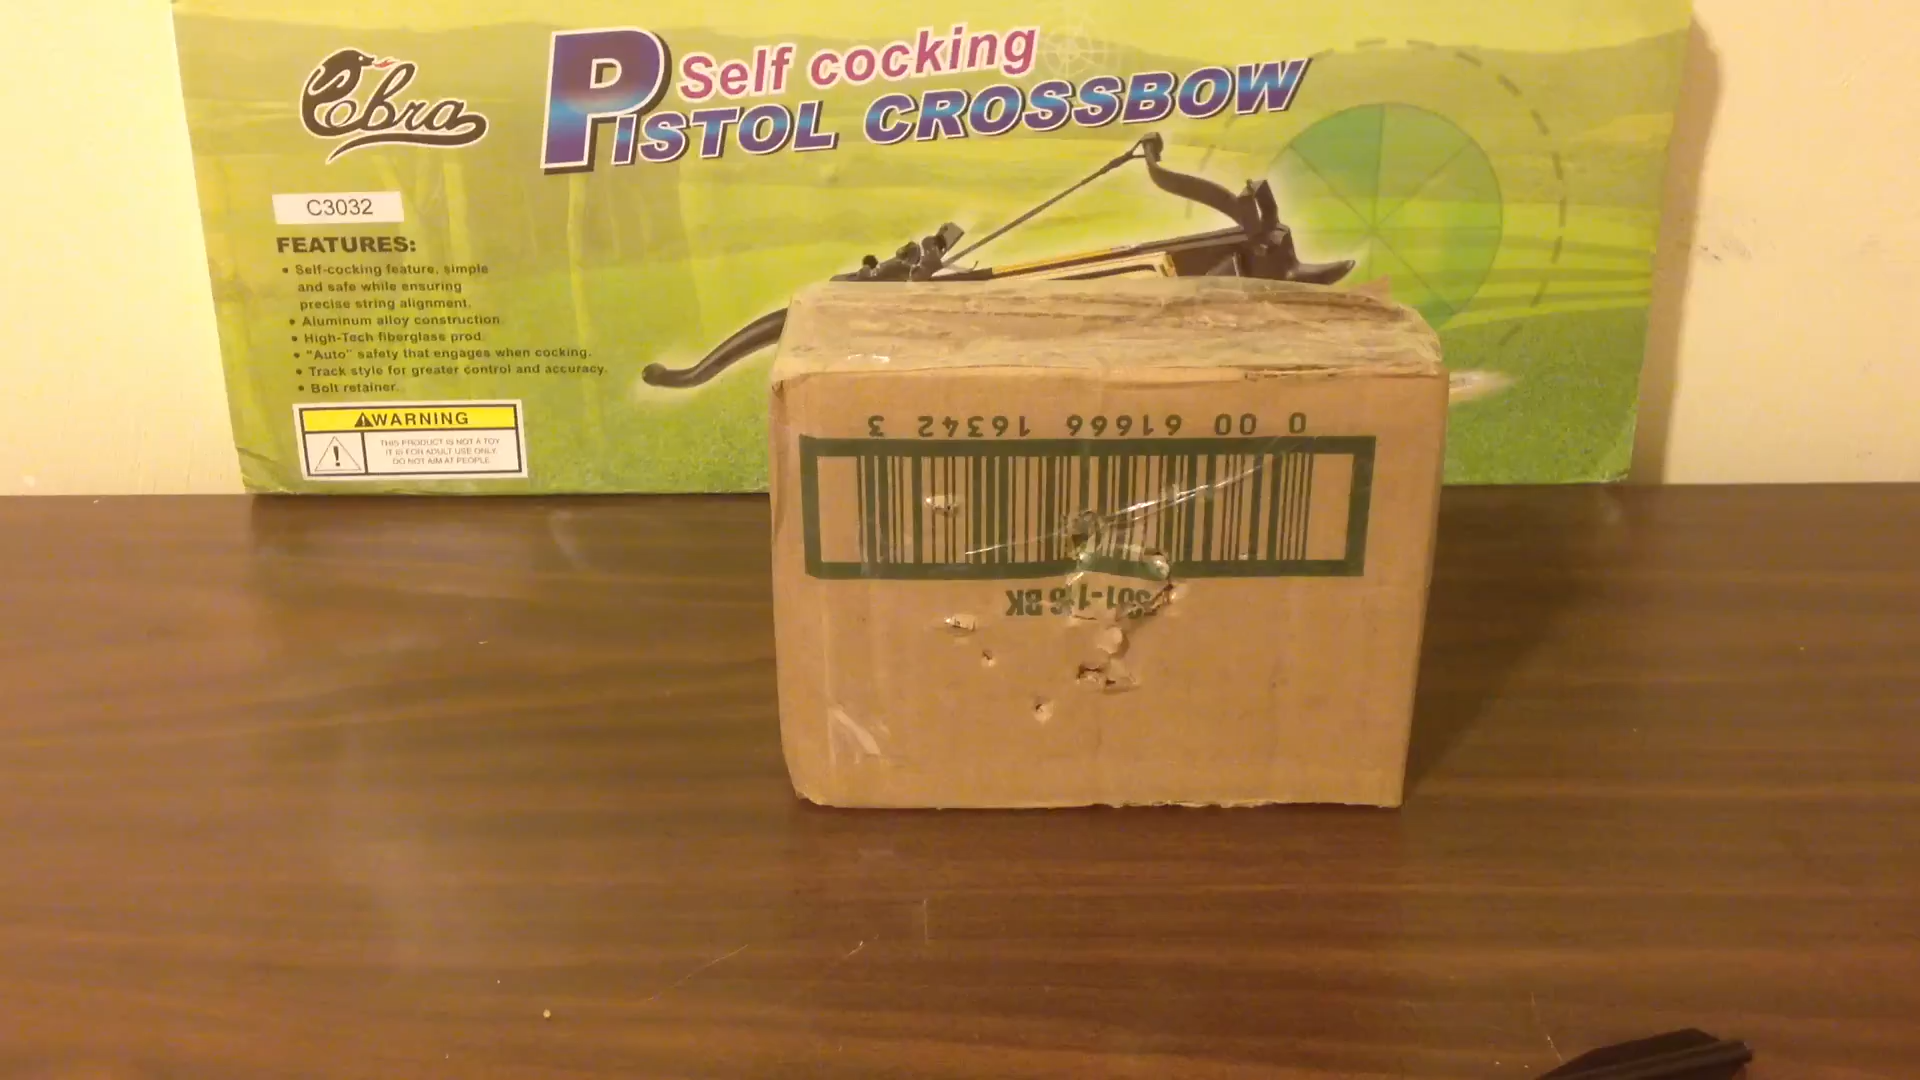 Cobra
Self cocking
PISTOL CROSSBOW
C3032
FEATURES:
• Self-cocking feature, simple
and safe while ensuring
precise string alignment.
• Aluminum alloy construction
• High-Tech fiberglass prod.
• "Auto" safety that engages when cocking.
• Track style for greater control and accuracy.
• Bolt retainer.
WARNING
THIS PRODUCT IS NOT A TOY
IT IS FOR ADULT USE ONLY.
DO NOT AIM AT PEOPLE
0 00 61666 16342 3
BK